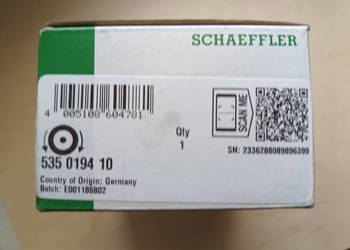 SCHAEFFLER
4 005108 604781
Qty
1
SCAN ME
535 0194 10
SN: 2336288089896399
Country of Origin: Germany
Batch: E001186802